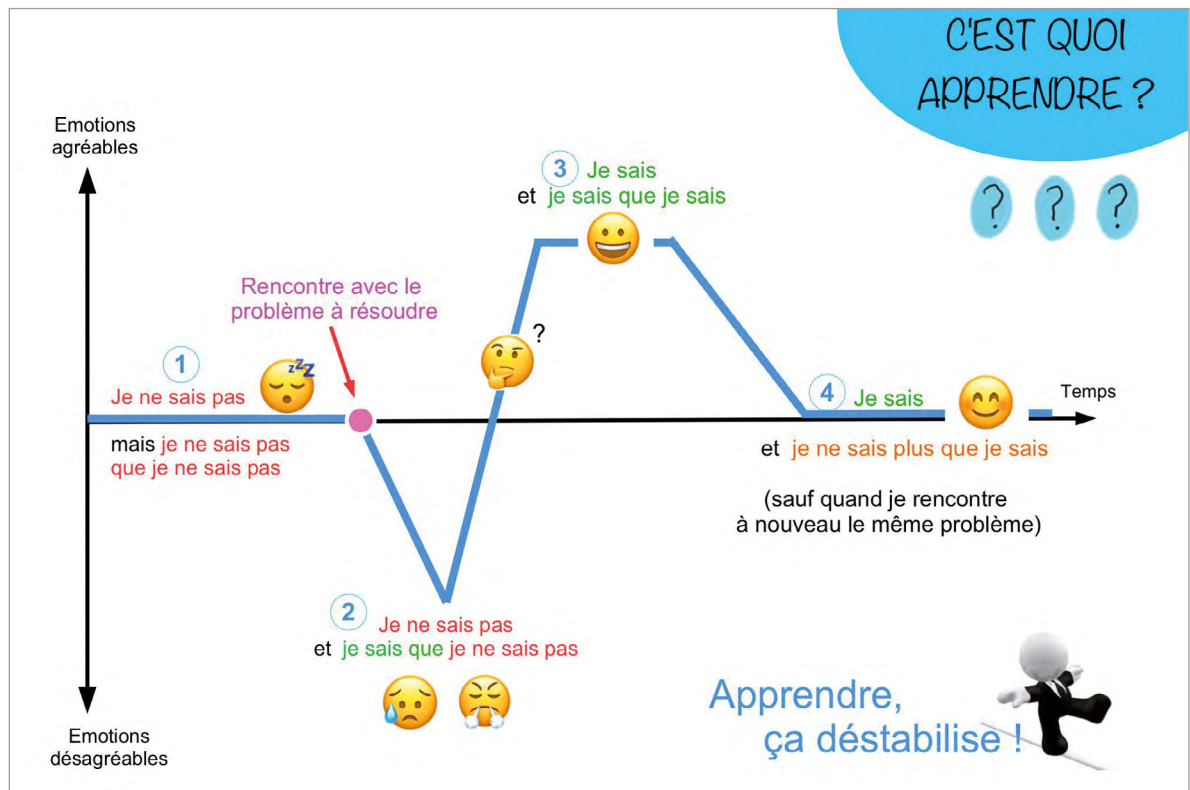 C'EST QUOI
APPRENDRE ?
? ? ?
Emotions
agréables
3 Je sais
et je sais que je sais
Rencontre avec le
problème à résoudre
?
1
zzZ
Je ne sais pas
mais je ne sais pas
que je ne sais pas
Temps
4 Je sais
et je ne sais plus que je sais
(sauf quand je rencontre
à nouveau le même problème)
2 Je ne sais pas
et je sais que je ne sais pas
Apprendre,
ça déstabilise !
Emotions
désagréables